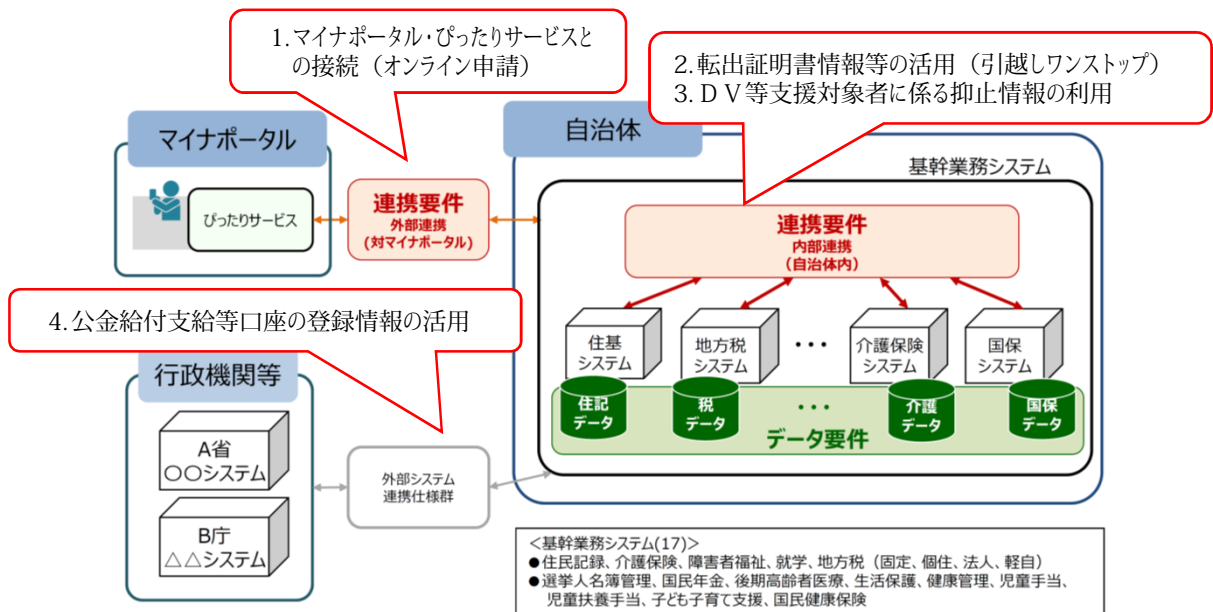 1.マイナポータル・ぴったりサービスと
の接続（オンライン申請）
2.転出証明書情報等の活用（引越しワンストップ）
3.ＤＶ等支援対象者に係る抑止情報の利用
マイナポータル
ぴったりサービス
連携要件
外部連携
(対マイナポータル)
自治体
基幹業務システム
連携要件
内部連携
（自治体内）
住基
システム
地方税
システム
・・・
介護保険
システム
国保
システム
住記
データ
税
データ
・・・
介護
データ
国保
データ
データ要件
4.公金給付支給等口座の登録情報の活用
行政機関等
A省
〇〇システム
B庁
△△システム
外部システム
連携仕様群
＜基幹業務システム(17)＞
●住民記録、介護保険、障害者福祉、就学、地方税（固定、個住、法人、軽自）
●選挙人名簿管理、国民年金、後期高齢者医療、生活保護、健康管理、児童手当、
児童扶養手当、子ども子育て支援、国民健康保険